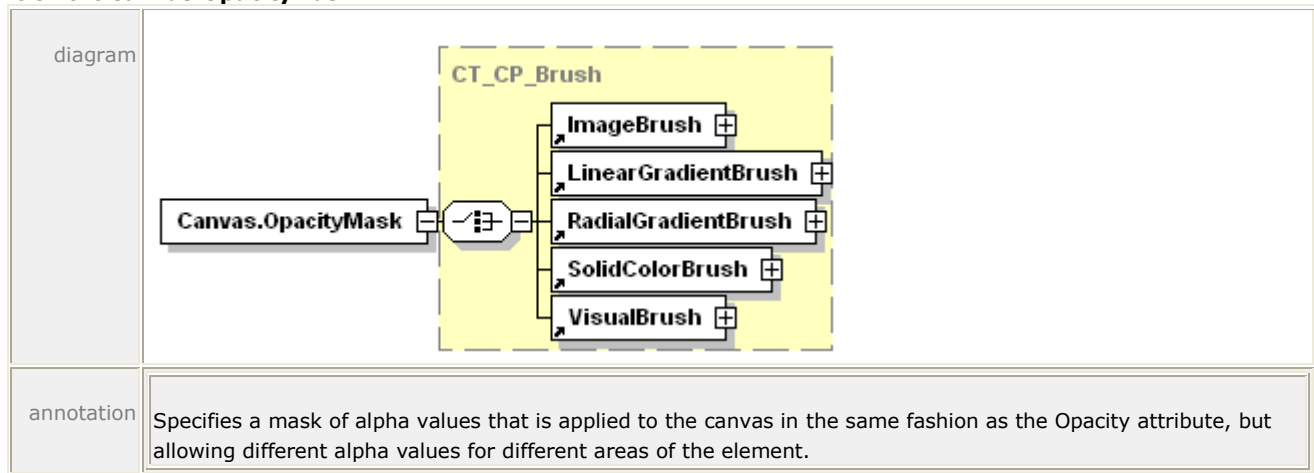 diagram
CT_CP_Brush
ImageBrush
LinearGradientBrush
Canvas.OpacityMask
RadialGradientBrush
SolidColorBrush
VisualBrush
annotation
Specifies a mask of alpha values that is applied to the canvas in the same fashion as the Opacity attribute, but
allowing different alpha values for different areas of the element.